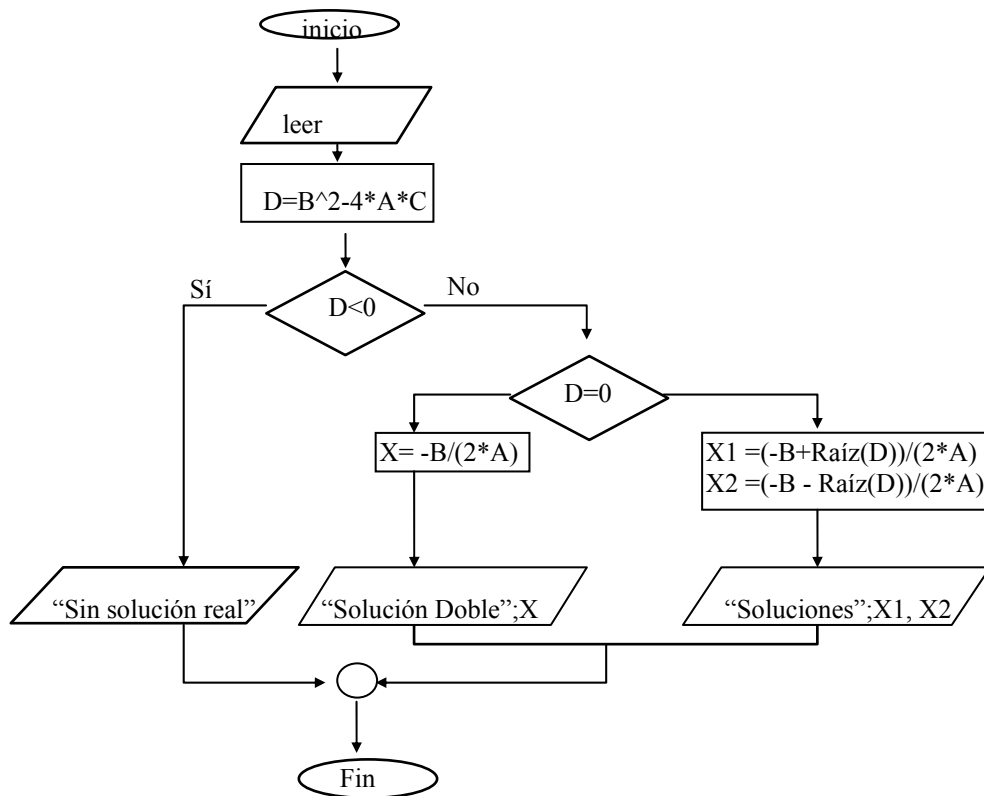 inicio
leer
D=B^2-4*A*C
Sí
D<0
No
D=0
X= -B/(2*A)
X1 =(-B+Raíz(D))/(2*A)
X2 =(-B - Raíz(D))/(2*A)
“Sin solución real”
“Solución Doble”;X
“Soluciones”;X1, X2
Fin